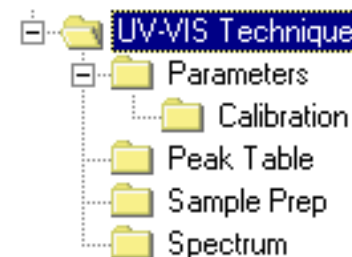 UV-VIS Technique
Parameters
Calibration
Peak Table
Sample Prep
Spectrum